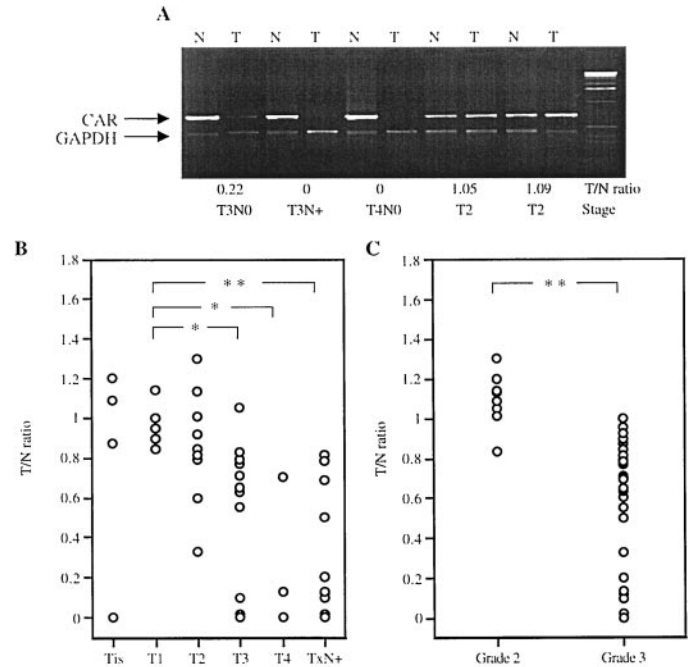 A
N T N T N T N T N T
CAR
GAPDH
0.22 0 0 1.05 1.09 T/N ratio
T3N0 T3N+ T4N0 T2 T2 Stage
B
1.8
1.6
1.4
1.2
1
0.8
0.6
0.4
0.2
0
T/N ratio
* *
*
*
Tis T1 T2 T3 T4 TxN+
C
1.8
1.6
1.4
1.2
1
0.8
0.6
0.4
0.2
0
T/N ratio
* *
Grade 2 Grade 3